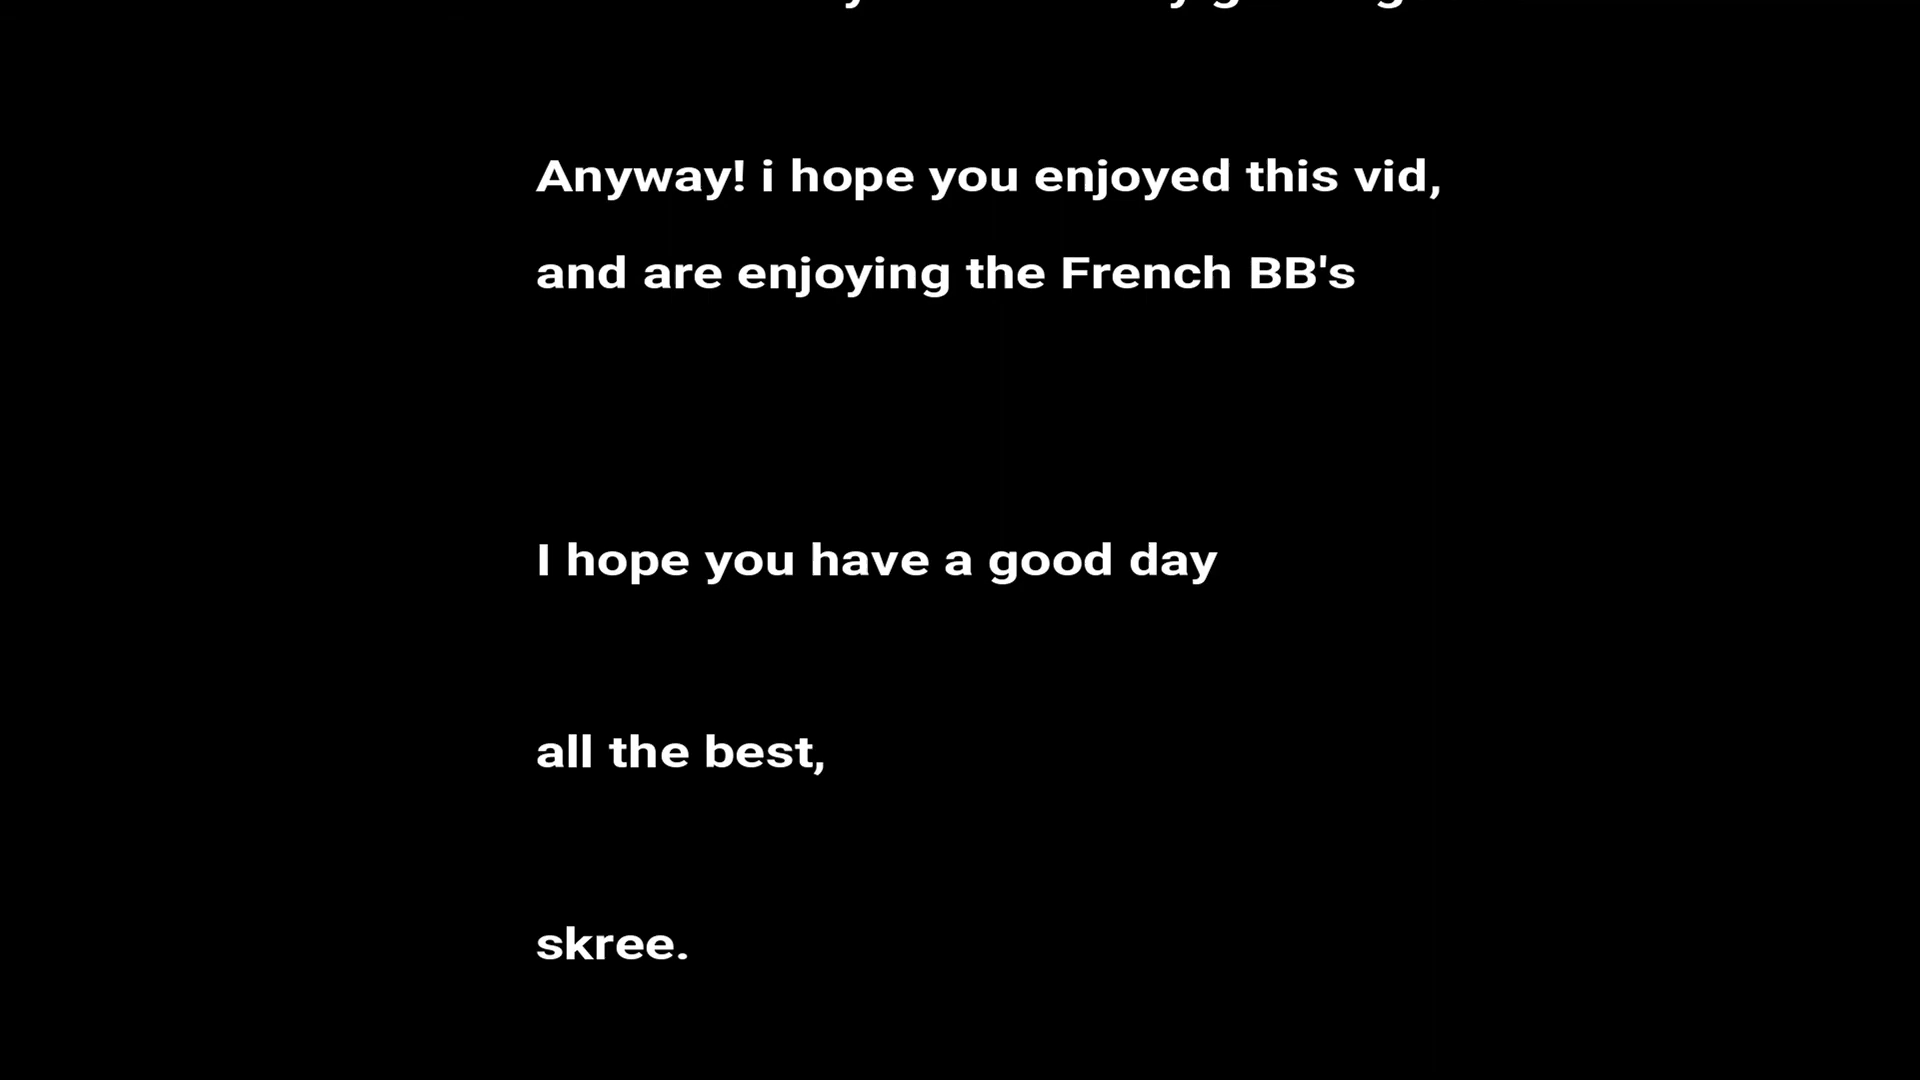 Anyway! i hope you enjoyed this vid,
and are enjoying the French BB's
I hope you have a good day
all the best,
skree.